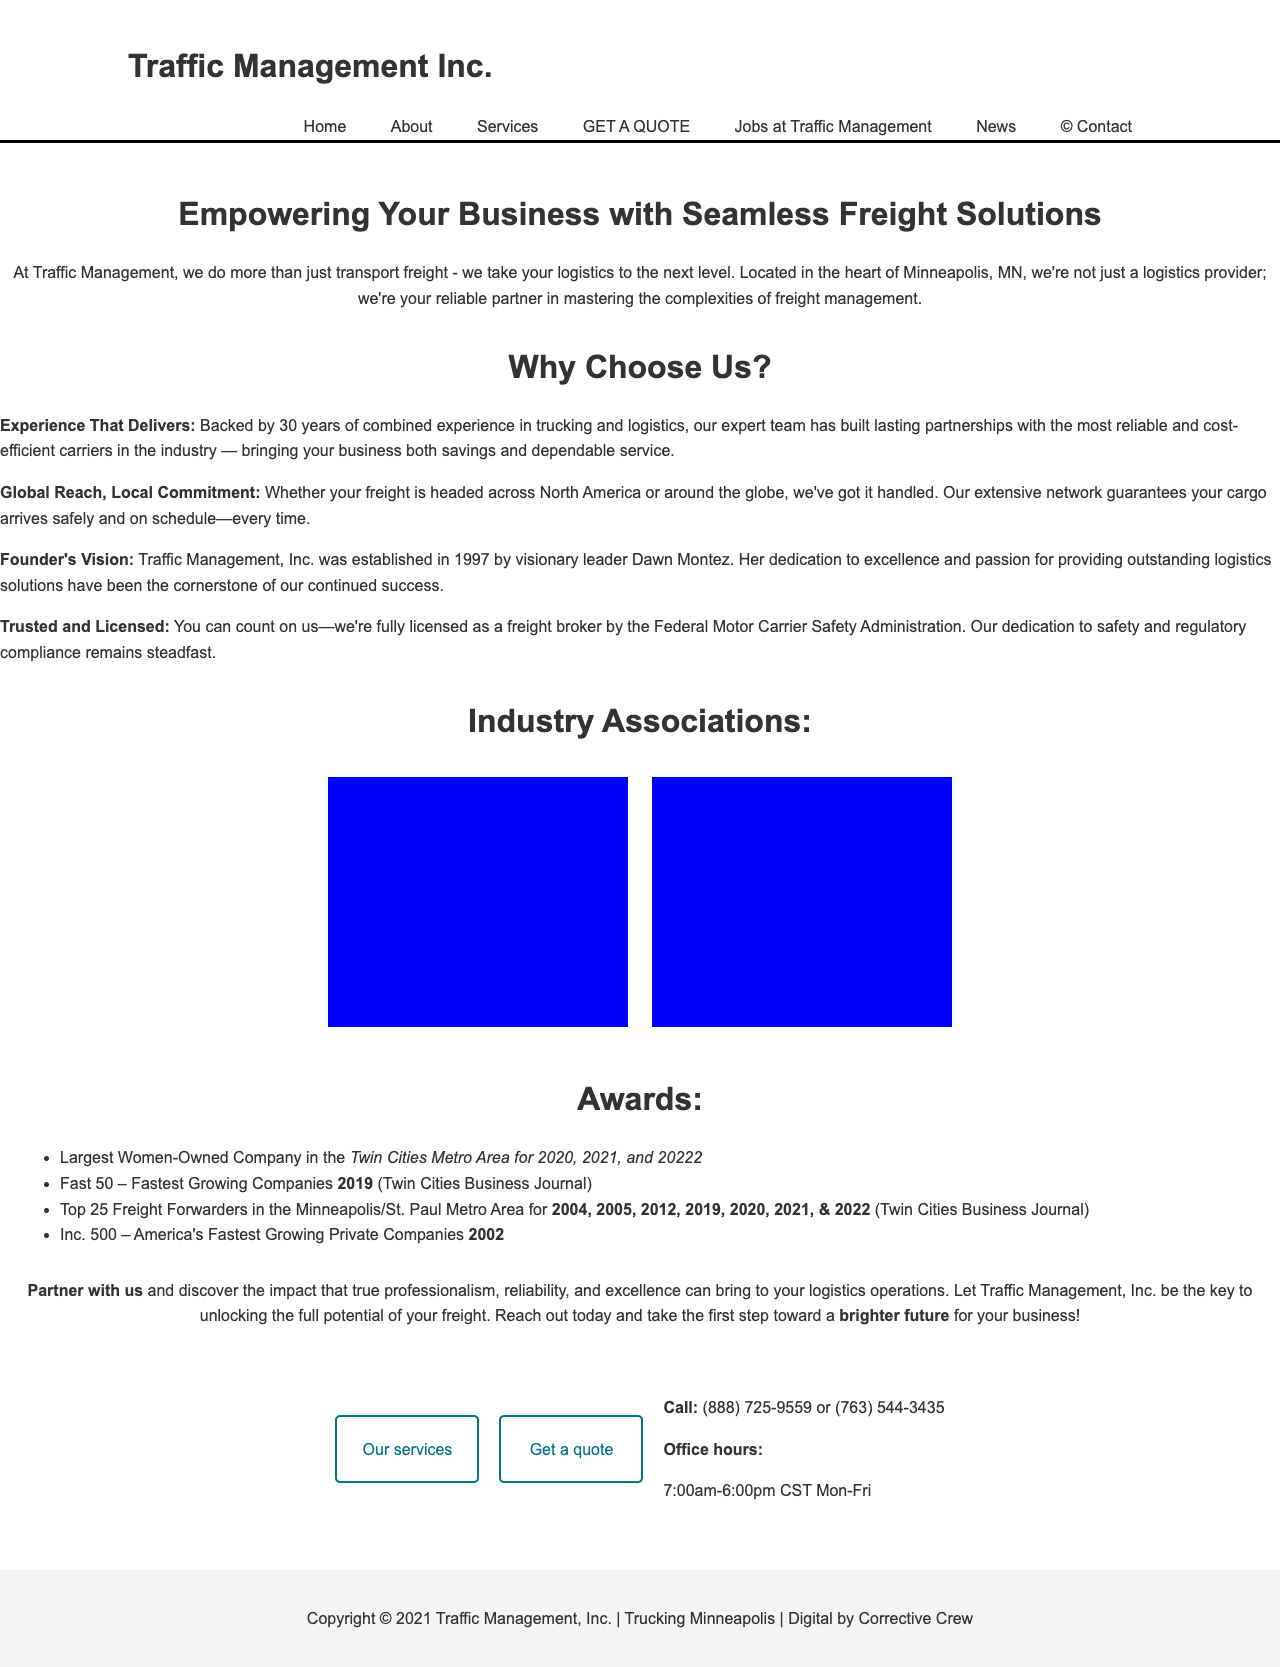 Traffic Management Inc.
Home About Services GET A QUOTE Jobs at Traffic Management News © Contact
Empowering Your Business with Seamless Freight Solutions
At Traffic Management, we do more than just transport freight - we take your logistics to the next level. Located in the heart of Minneapolis, MN, we're not just a logistics provider;
we're your reliable partner in mastering the complexities of freight management.
Why Choose Us?
Experience That Delivers: Backed by 30 years of combined experience in trucking and logistics, our expert team has built lasting partnerships with the most reliable and cost-
efficient carriers in the industry — bringing your business both savings and dependable service.
Global Reach, Local Commitment: Whether your freight is headed across North America or around the globe, we've got it handled. Our extensive network guarantees your cargo
arrives safely and on schedule—every time.
Founder's Vision: Traffic Management, Inc. was established in 1997 by visionary leader Dawn Montez. Her dedication to excellence and passion for providing outstanding logistics
solutions have been the cornerstone of our continued success.
Trusted and Licensed: You can count on us—we're fully licensed as a freight broker by the Federal Motor Carrier Safety Administration. Our dedication to safety and regulatory
compliance remains steadfast.
Industry Associations:
Awards:
• Largest Women-Owned Company in the Twin Cities Metro Area for 2020, 2021, and 20222
• Fast 50 – Fastest Growing Companies 2019 (Twin Cities Business Journal)
• Top 25 Freight Forwarders in the Minneapolis/St. Paul Metro Area for 2004, 2005, 2012, 2019, 2020, 2021, & 2022 (Twin Cities Business Journal)
• Inc. 500 – America's Fastest Growing Private Companies 2002
Partner with us and discover the impact that true professionalism, reliability, and excellence can bring to your logistics operations. Let Traffic Management, Inc. be the key to
unlocking the full potential of your freight. Reach out today and take the first step toward a brighter future for your business!
Our services
Get a quote
Call: (888) 725-9559 or (763) 544-3435
Office hours:
7:00am-6:00pm CST Mon-Fri
Copyright © 2021 Traffic Management, Inc. | Trucking Minneapolis | Digital by Corrective Crew